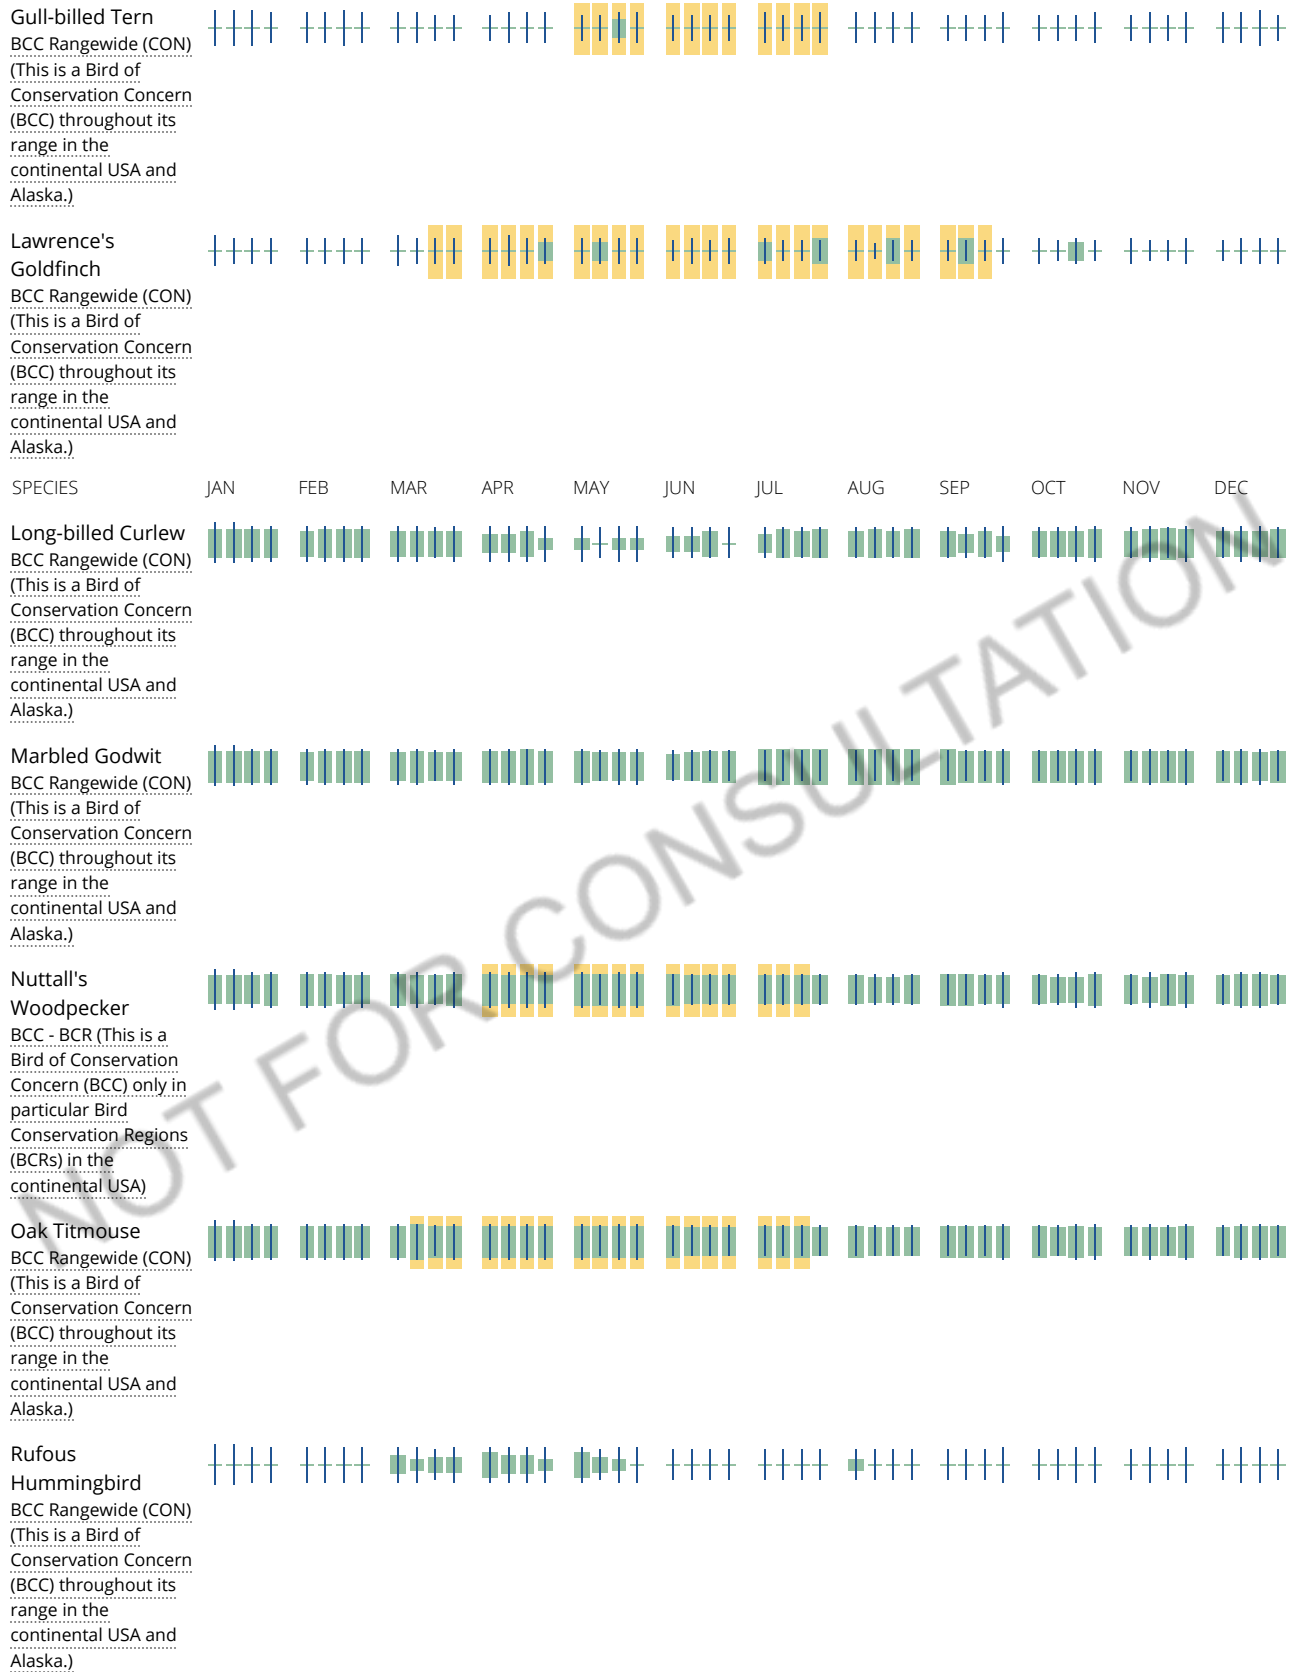 Gull-billed Tern
BCC Rangewide (CON)
(This is a Bird of
Conservation Concern
(BCC) throughout its
range in the
continental USA and
Alaska.)
Lawrence's
Goldfinch
BCC Rangewide (CON)
(This is a Bird of
Conservation Concern
(BCC) throughout its
range in the
continental USA and
Alaska.)
SPECIES JAN FEB MAR APR MAY JUN JUL AUG SEP OCT NOV DEC
Long-billed Curlew
BCC Rangewide (CON)
(This is a Bird of
Conservation Concern
(BCC) throughout its
range in the
continental USA and
Alaska.)
Marbled Godwit
BCC Rangewide (CON)
(This is a Bird of
Conservation Concern
(BCC) throughout its
range in the
continental USA and
Alaska.)
Nuttall's
Woodpecker
BCC - BCR (This is a
Bird of Conservation
Concern (BCC) only in
particular Bird
Conservation Regions
(BCRs) in the
continental USA)
Oak Titmouse
BCC Rangewide (CON)
(This is a Bird of
Conservation Concern
(BCC) throughout its
range in the
continental USA and
Alaska.)
Rufous
Hummingbird
BCC Rangewide (CON)
(This is a Bird of
Conservation Concern
(BCC) throughout its
range in the
continental USA and
Alaska.)
NOT FOR CONSULTATION